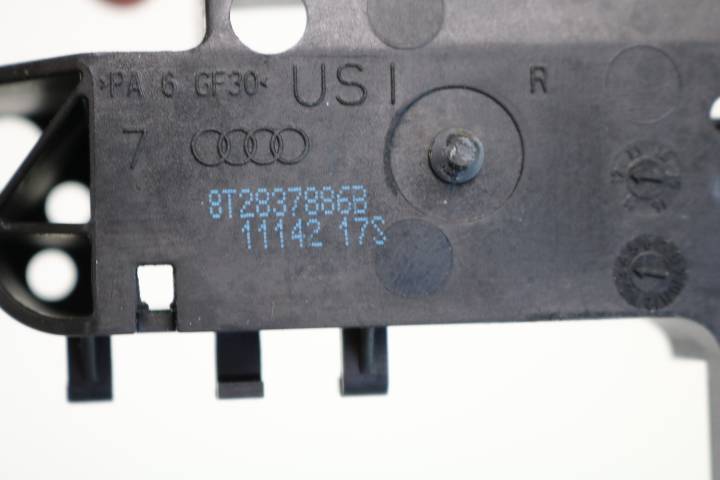 >PA 6 GF30< USI R
7
8T2837886B
11142 17S